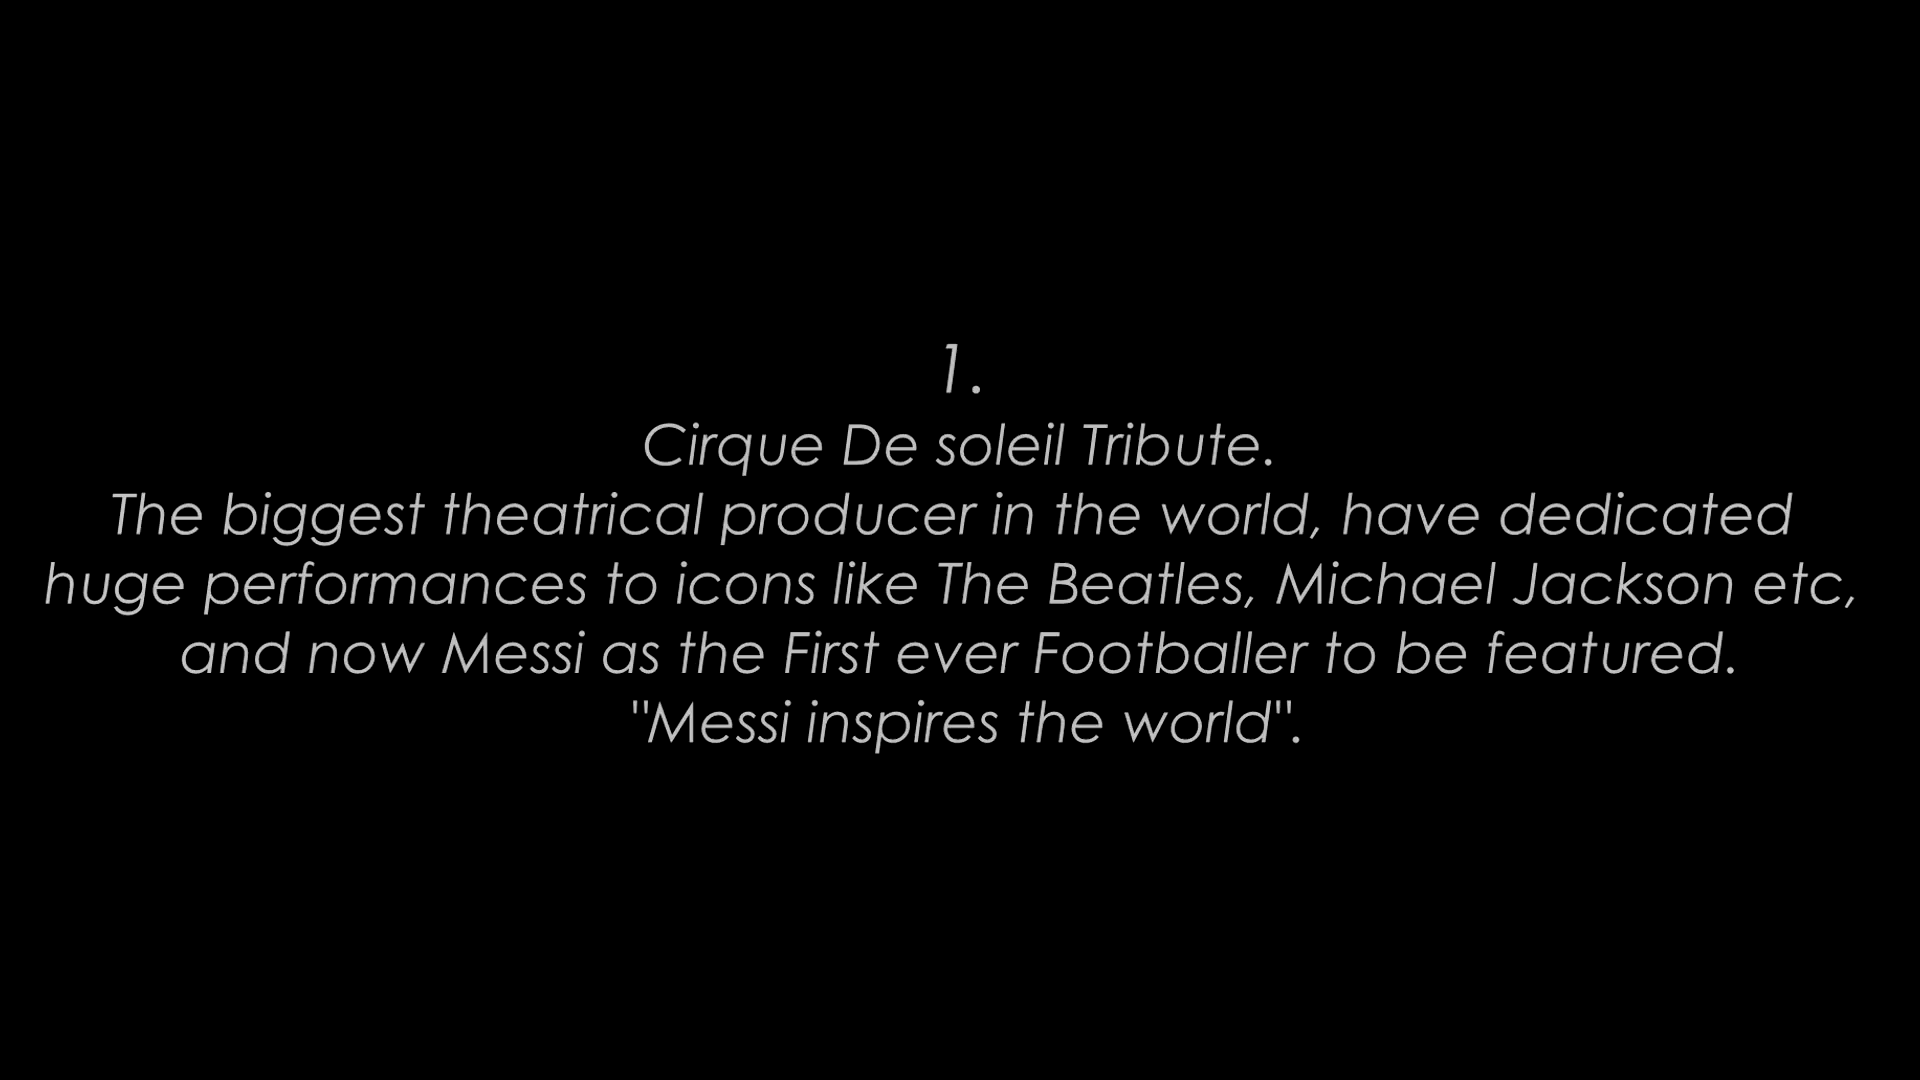 1.
Cirque De soleil Tribute.
The biggest theatrical producer in the world, have dedicated
huge performances to icons like The Beatles, Michael Jackson etc,
and now Messi as the First ever Footballer to be featured.
"Messi inspires the world".